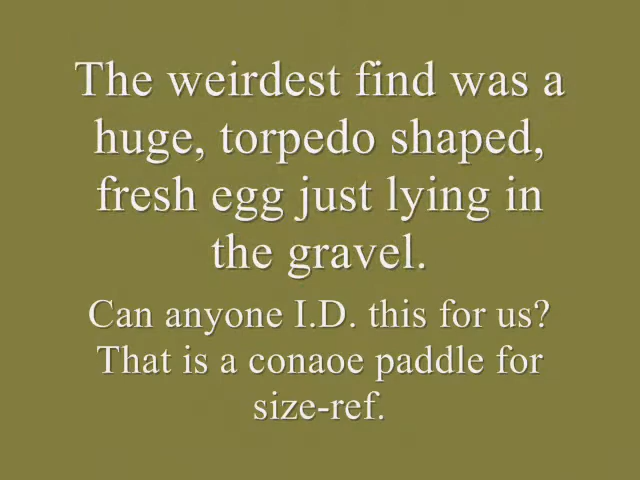 The weirdest find was a
huge, torpedo shaped,
fresh egg just lying in
the gravel.
Can anyone I.D. this for us?
That is a conaoe paddle for
size-ref.